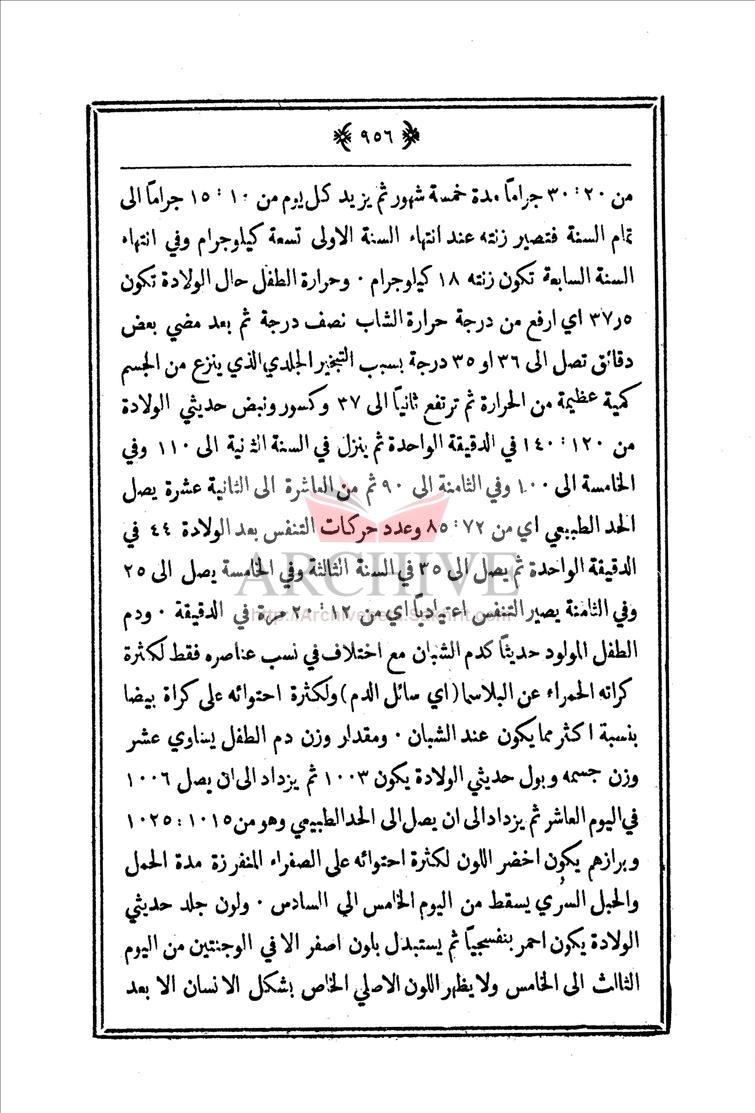 ﴿ ٩٥٦ ﴾
من ٢٠ : ٣٠ جرامًا مدة خمسة شهور ثم يزيد كل يوم من ١٠ : ١٥ جرامًا الى
تمام السنة فتصير زنته عند انتهاء السنة الاولى تسعة كيلوجرام وفي انتهاء
السنة السابعة تكون زنته ١٨ كيلوجرام ٠ وحرارة الطفل حال الولادة تكون
٣٧٫٥ اي ارفع من درجة حرارة الشاب نصف درجة ثم بعد مضي بعض
دقائق تصل الى ٣٦ او ٣٥ درجة بسبب التبخير الجلدي الذي ينزع من الجسم
كمية عظيمة من الحرارة ثم ترتفع ثانيًا الى ٣٧ وكسور ونبض حديثي الولادة
من ١٢٠ : ١٤٠ في الدقيقة الواحدة ثم ينزل في السنة الثانية الى ١١٠ وفي
الخامسة الى ١٠٠ وفي الثامنة الى ٩٠ ثم من العاشرة الى الثانية عشرة يصل
الحد الطبيعي اي من ٧٢ : ٨٥ وعدد حركات التنفس بعد الولادة ٤٤ في
ARCHIVE
الدقيقة الواحدة ثم يصل الى ٣٥ في السنة الثالثة وفي الخامسة يصل الى ٢٥
وفي الثامنة يصير التنفس اعتياديًا اي من ١٢ : ٢٠ مرة في الدقيقة ٠ ودم
الطفل المولود حديثًا كدم الشبان مع اختلاف في نسب عناصره فقط لكثرة
كراته الحمراء عن البلاسما ( اي سائل الدم ) ولكثرة احتوائه على كراة بيضا
بنسبة اكثر مما يكون عند الشبان ٠ ومقدار وزن دم الطفل يساوي عشر
وزن جسمه وبول حديثي الولادة يكون ١٠٠٣ ثم يزداد الى ان يصل ١٠٠٦
في اليوم العاشر ثم يزداد الى ان يصل الى الحد الطبيعي وهو من ١٠١٥ : ١٠٢٥
وبرازهم يكون اخضر اللون لكثرة احتوائه على الصفراء المنفرزة مدة الحمل
والحبل السُري يسقط من اليوم الخامس الى السادس ٠ ولون جلد حديثي
الولادة يكون احمر بنفسجيًا ثم يستبدل بلون اصفر الا في الوجنتين من اليوم
الثالث الى الخامس ولا يظهر اللون الاصلي الخاص بشكل الانسان الا بعد